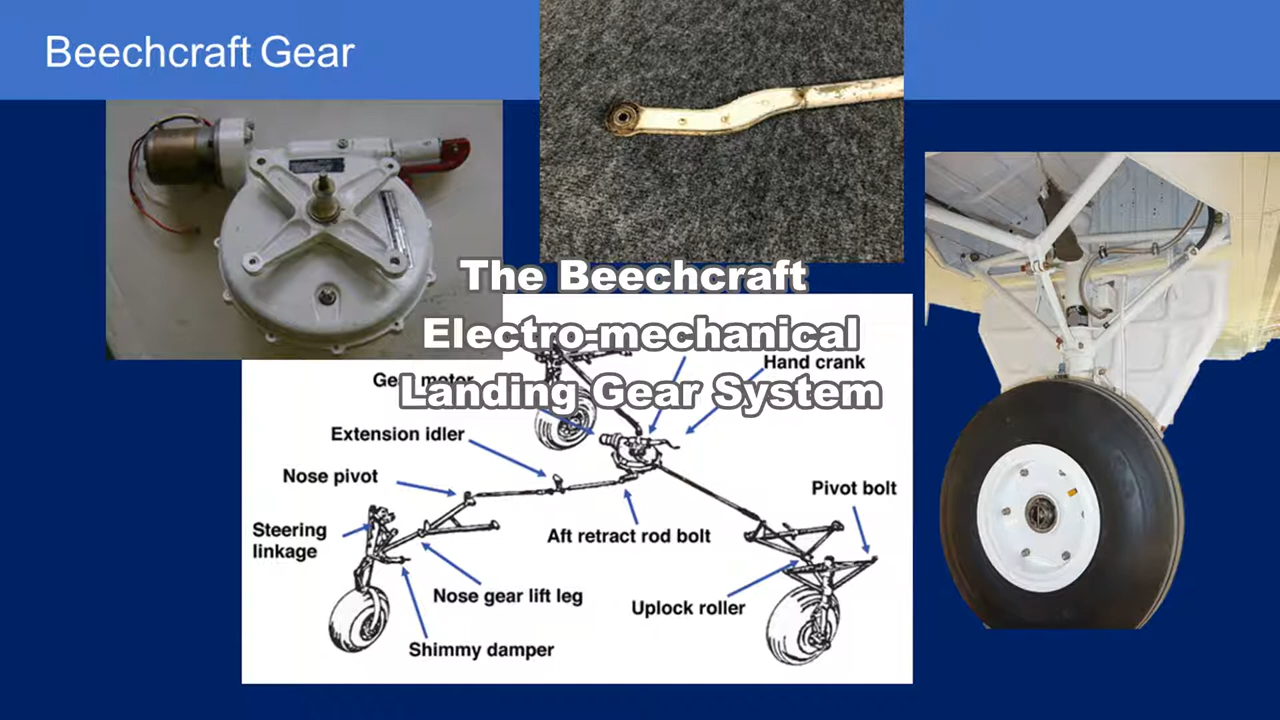 Beechcraft Gear
The Beechcraft
Electro-mechanical
Landing Gear System
Hand crank
Extension idler
Nose pivot
Pivot bolt
Steering
linkage
Aft retract rod bolt
Nose gear lift leg
Uplock roller
Shimmy damper